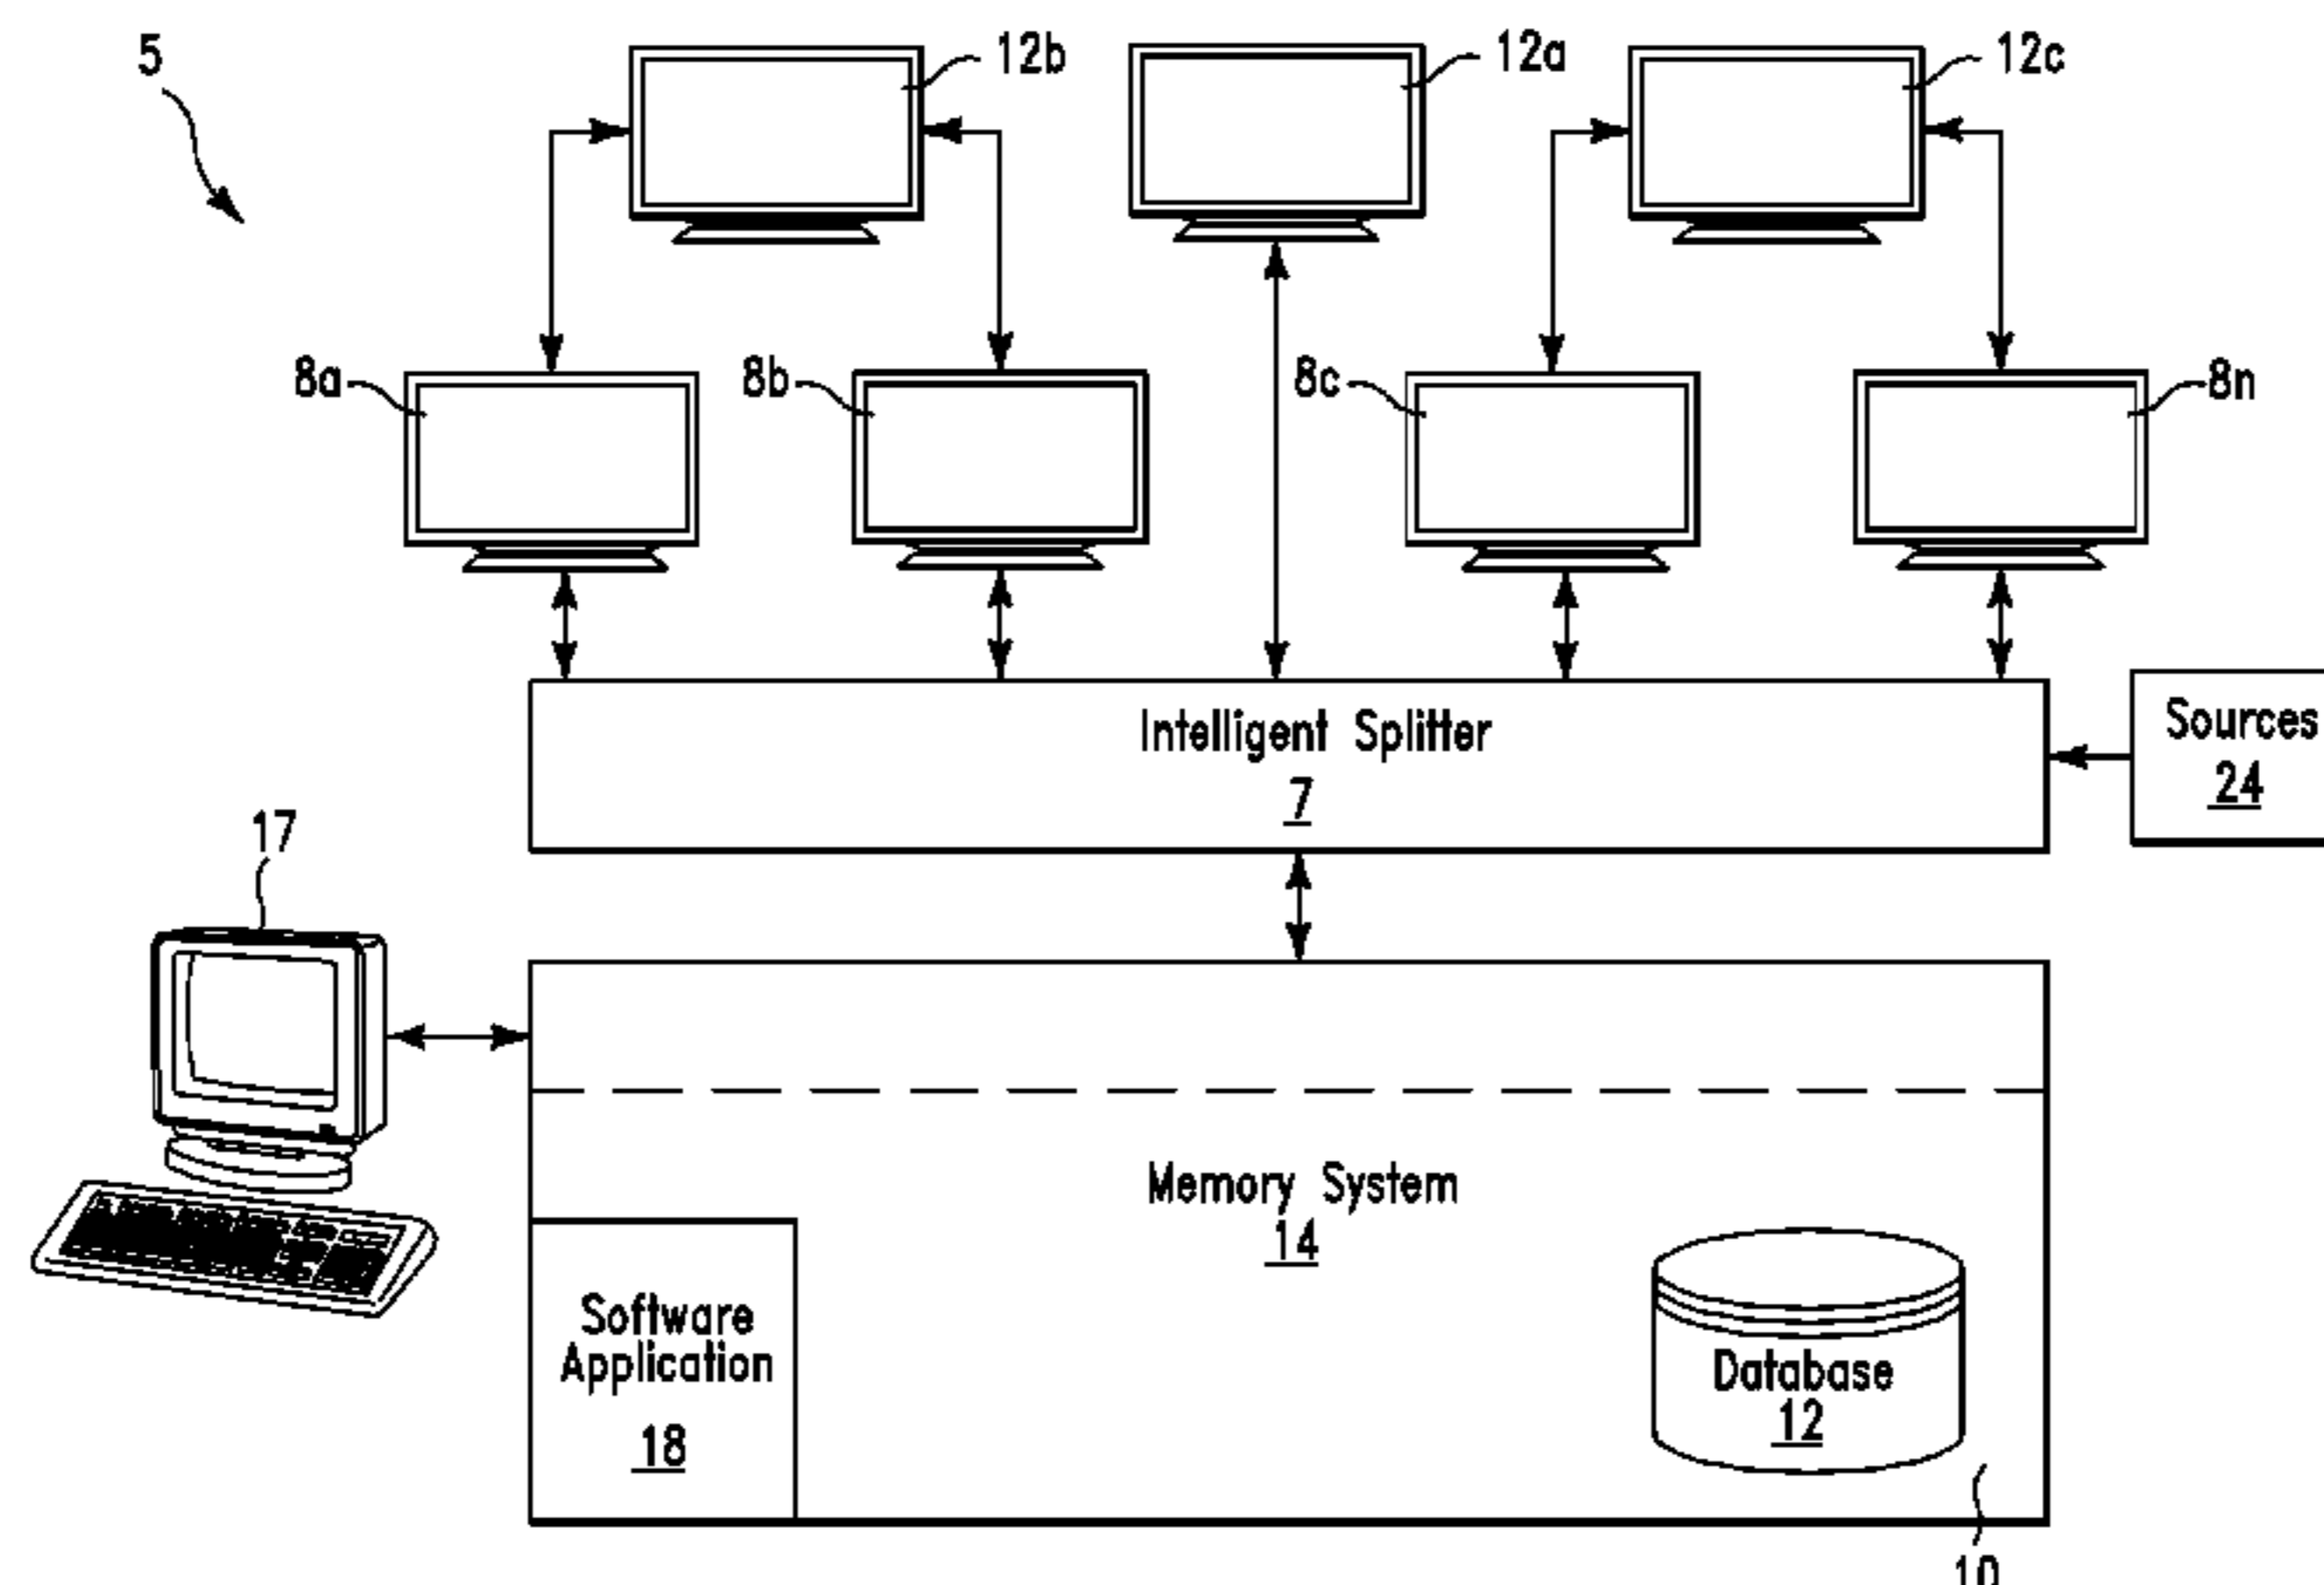 5
12b
12a
12c
8a
8b
8c
8n
Intelligent Splitter
7
Sources
24
17
Memory System
14
Software
Application
18
Database
12
10